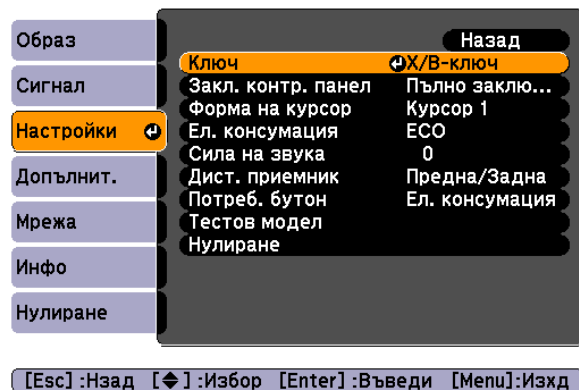 Образ
Сигнал
Настройки
Допълнит.
Мрежа
Инфо
Нулиране
Назад
Ключ Х/В-ключ
Закл. контр. панел Пълно заклю...
Форма на курсор Курсор 1
Ел. консумация ECO
Сила на звука 0
Дист. приемник Предна/Задна
Потреб. бутон Ел. консумация
Тестов модел
Нулиране
[Esc] :Нзад [◆] :Избор [Enter] :Въведи [Menu]:Изхд